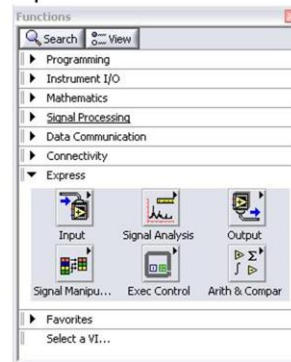 Functions
Search View
Programming
Instrument I/O
Mathematics
Signal Processing
Data Communication
Connectivity
Express
Input Signal Analysis Output
Signal Manipu... Exec Control Arith & Compar
Favorites
Select a VI...